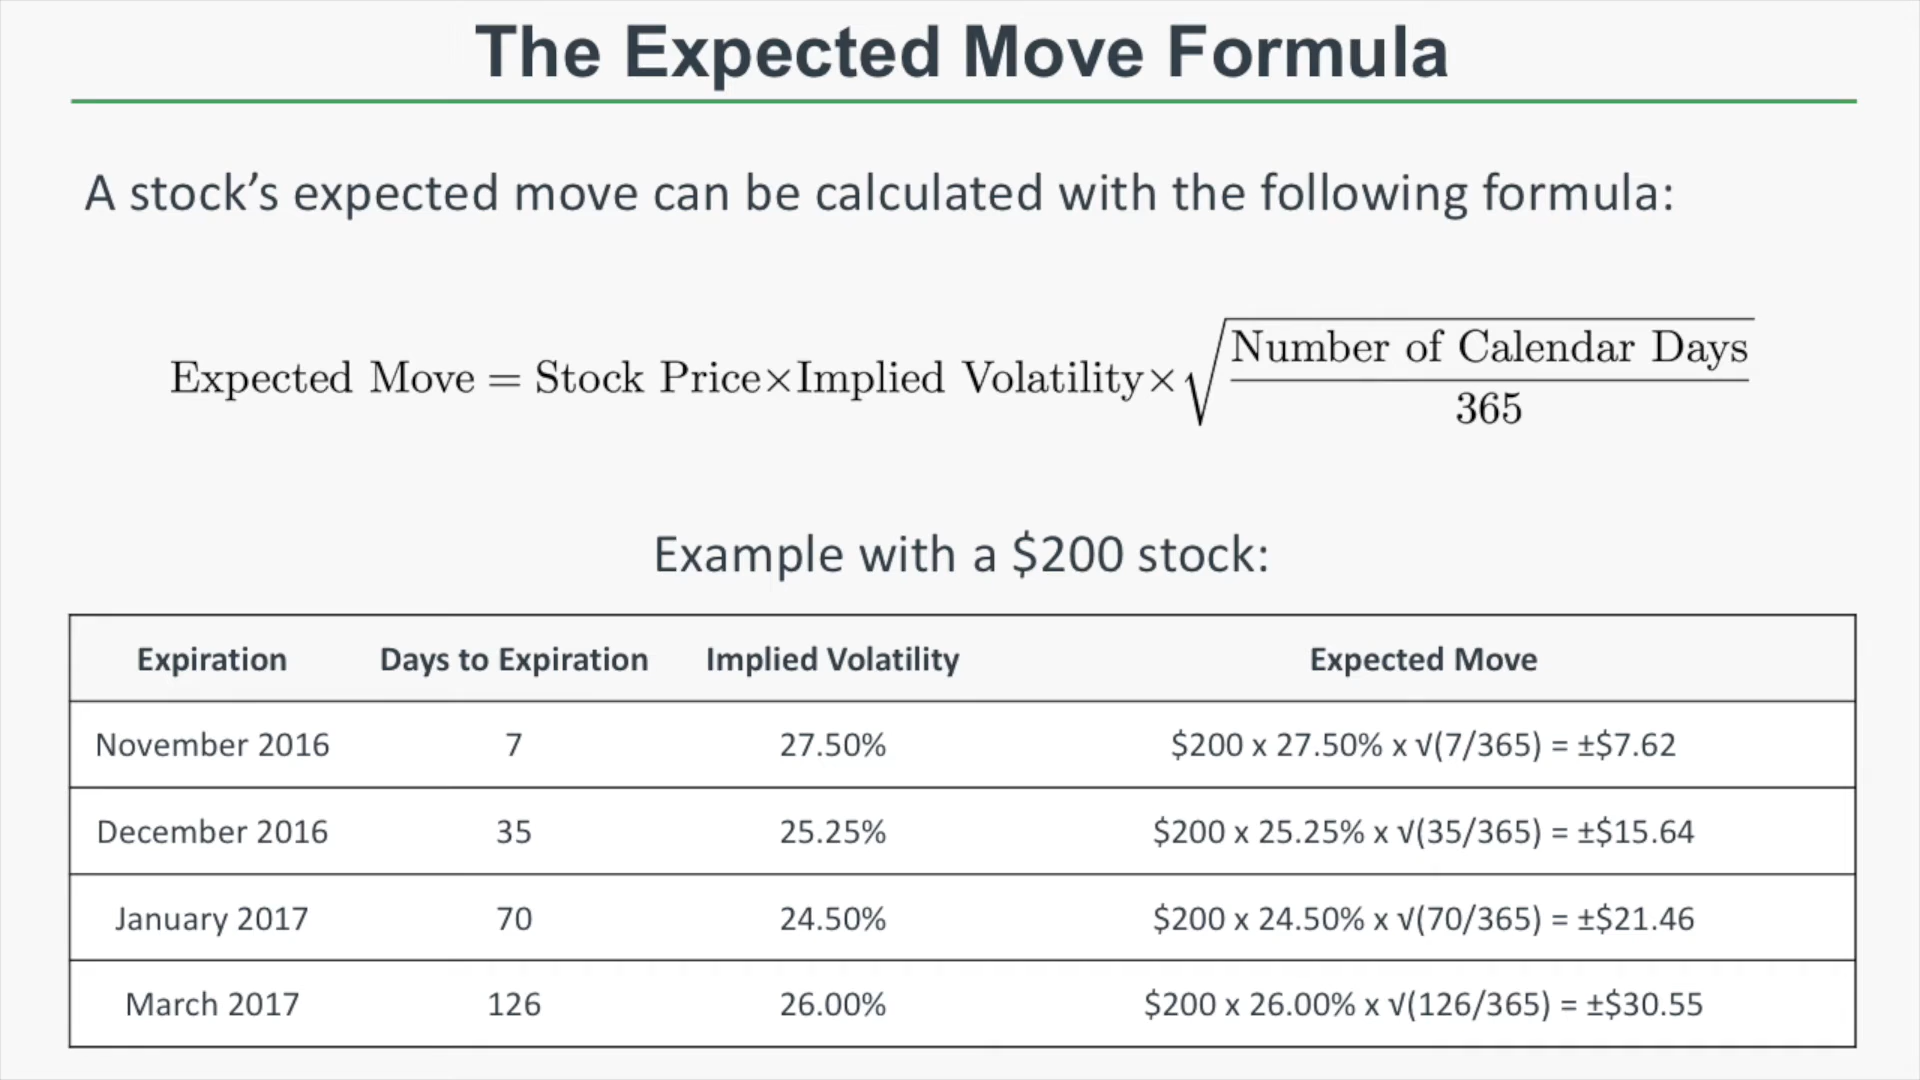 The Expected Move Formula
A stock’s expected move can be calculated with the following formula:
Expected Move = Stock Price×Implied Volatility×√(Number of Calendar Days/365)
Example with a $200 stock:
Expiration Days to Expiration Implied Volatility Expected Move
November 2016 7 27.50% $200 x 27.50% x √(7/365) = ±$7.62
December 2016 35 25.25% $200 x 25.25% x √(35/365) = ±$15.64
January 2017 70 24.50% $200 x 24.50% x √(70/365) = ±$21.46
March 2017 126 26.00% $200 x 26.00% x √(126/365) = ±$30.55